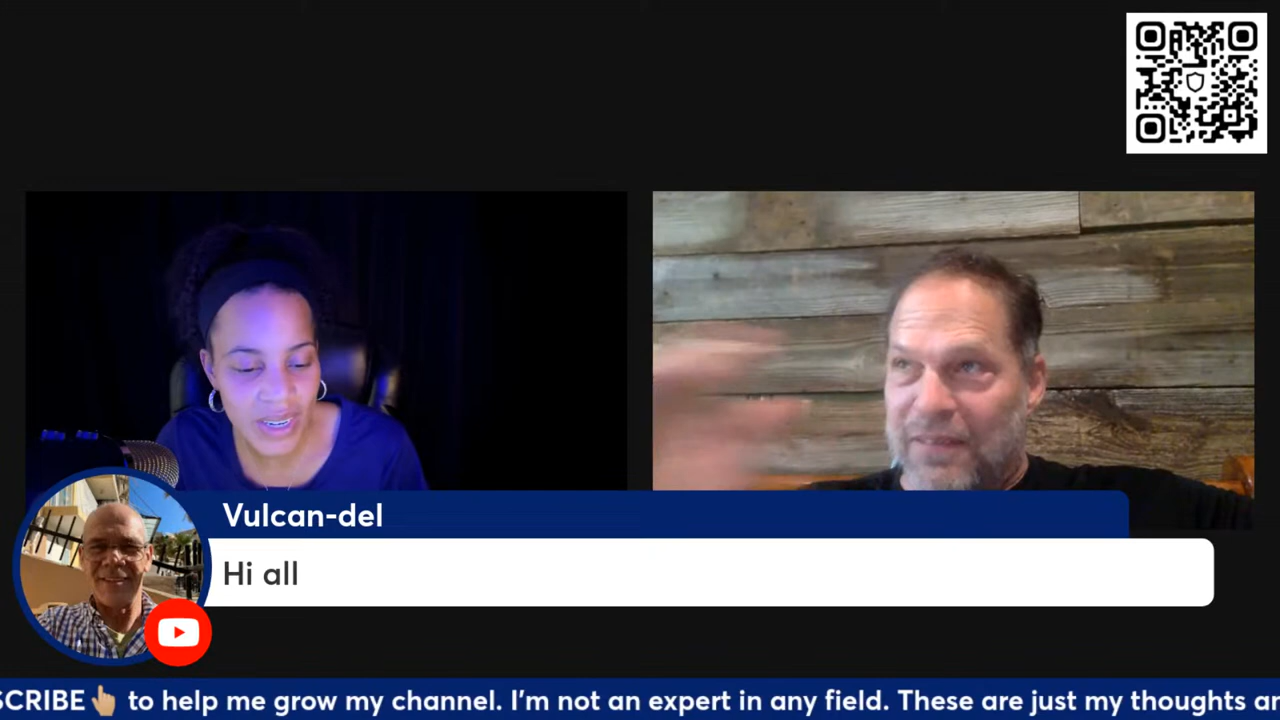 Vulcan-del
Hi all
SCRIBE👆🏼 to help me grow my channel. I'm not an expert in any field. These are just my thoughts